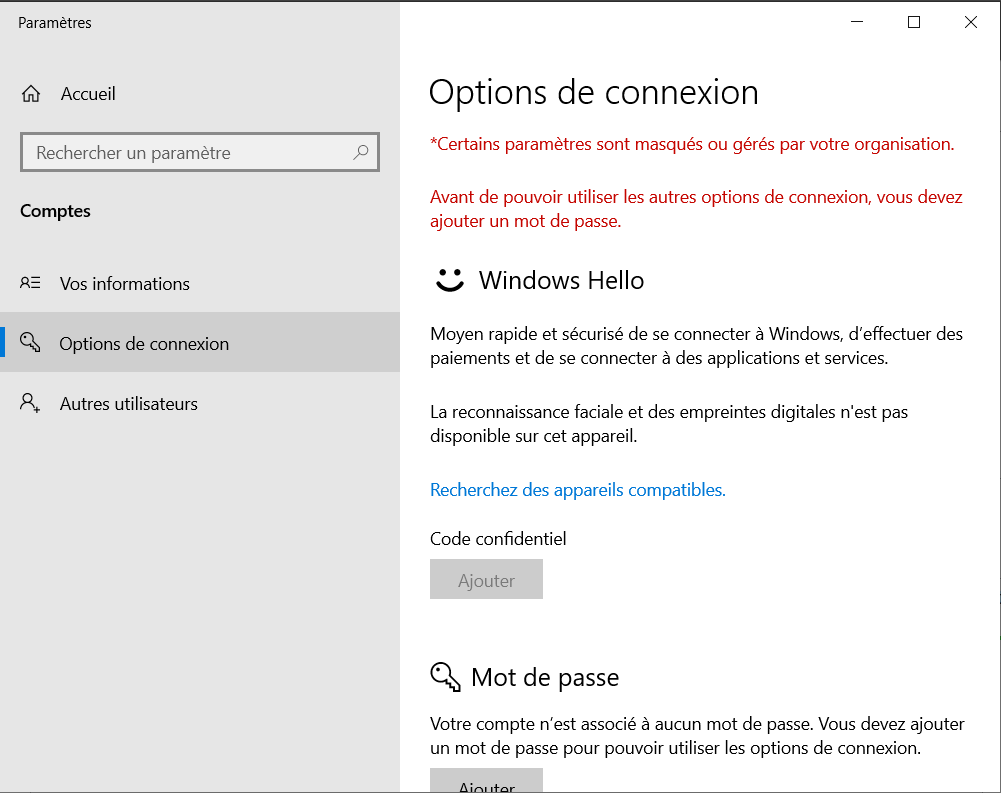 Paramètres
Accueil
Rechercher un paramètre
Comptes
Vos informations
Options de connexion
Autres utilisateurs
Options de connexion
*Certains paramètres sont masqués ou gérés par votre organisation.
Avant de pouvoir utiliser les autres options de connexion, vous devez
ajouter un mot de passe.
Windows Hello
Moyen rapide et sécurisé de se connecter à Windows, d’effectuer des
paiements et de se connecter à des applications et services.
La reconnaissance faciale et des empreintes digitales n'est pas
disponible sur cet appareil.
Recherchez des appareils compatibles.
Code confidentiel
Ajouter
Mot de passe
Votre compte n’est associé à aucun mot de passe. Vous devez ajouter
un mot de passe pour pouvoir utiliser les options de connexion.
Ajouter